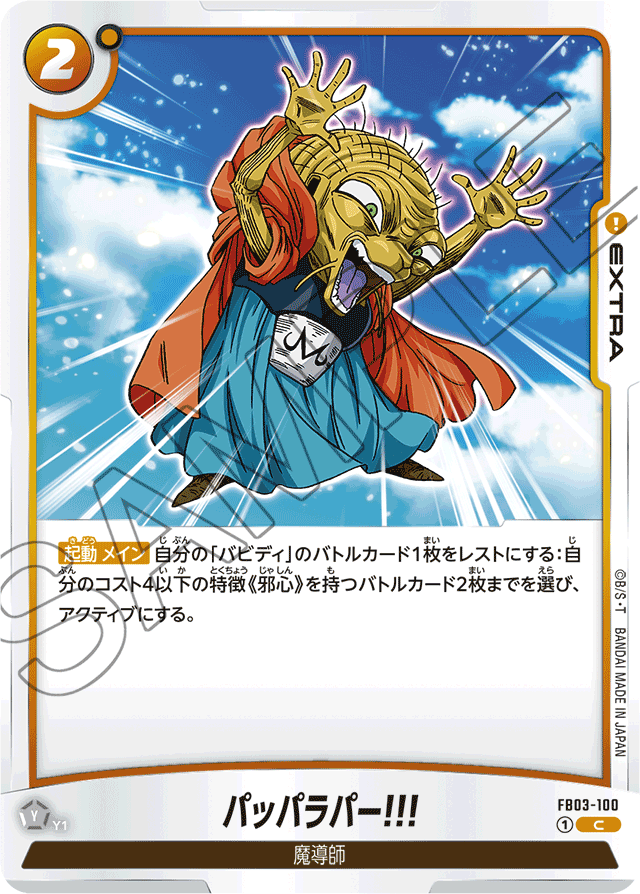 2
EXTRA
起動 メイン 自分の「バビディ」のバトルカード1枚をレストにする:自
分のコスト4以下の特徴《邪心》を持つバトルカード2枚までを選び、
アクティブにする。
SAMPLE
©B/S・T BANDAI MADE IN JAPAN
パッパラパー!!!
FB03-100
Y Y1
1 C
魔導師